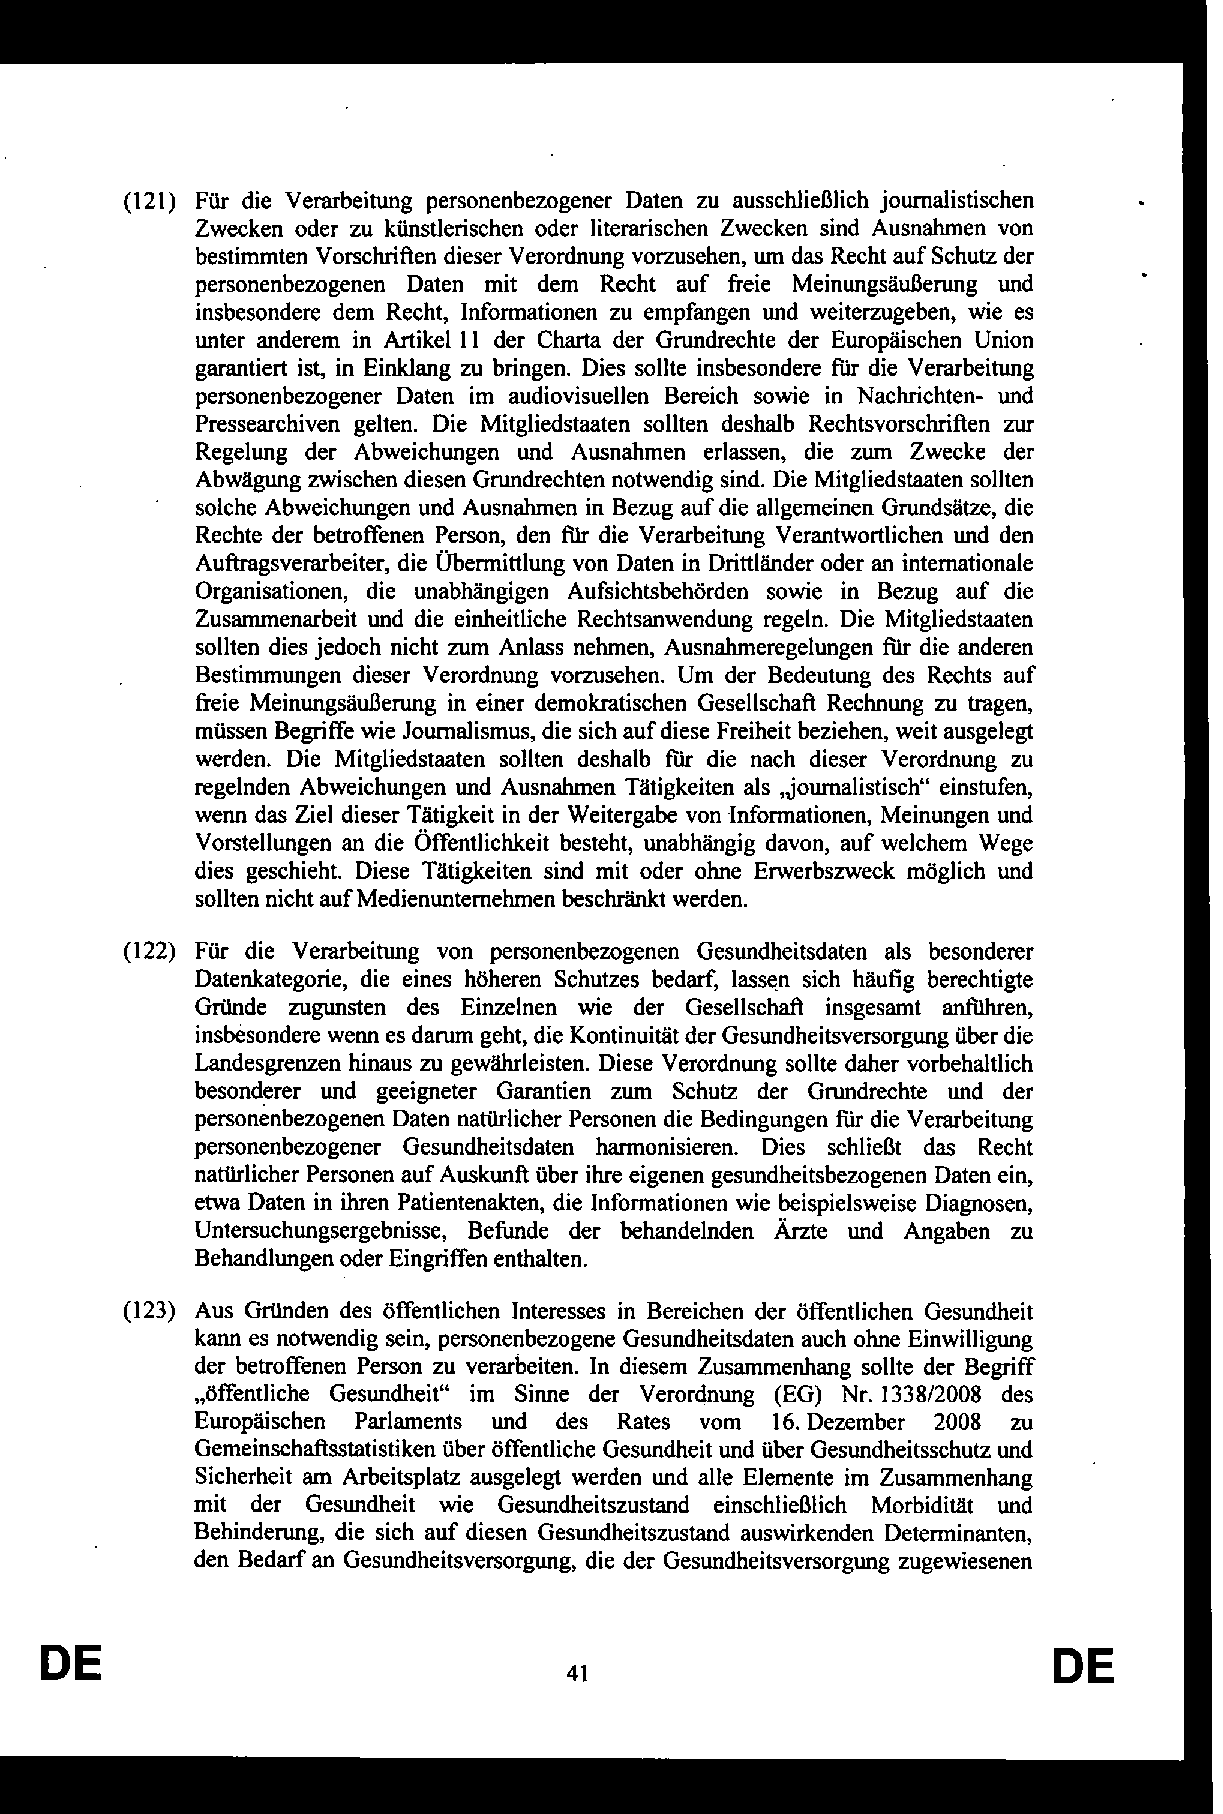 (121) Für die Verarbeitung personenbezogener Daten zu ausschließlich journalistischen
Zwecken oder zu künstlerischen oder literarischen Zwecken sind Ausnahmen von
bestimmten Vorschriften dieser Verordnung vorzusehen, um das Recht auf Schutz der
personenbezogenen Daten mit dem Recht auf freie Meinungsäußerung und
insbesondere dem Recht, Informationen zu empfangen und weiterzugeben, wie es
unter anderem in Artikel 11 der Charta der Grundrechte der Europäischen Union
garantiert ist, in Einklang zu bringen. Dies sollte insbesondere für die Verarbeitung
personenbezogener Daten im audiovisuellen Bereich sowie in Nachrichten- und
Pressearchiven gelten. Die Mitgliedstaaten sollten deshalb Rechtsvorschriften zur
Regelung der Abweichungen und Ausnahmen erlassen, die zum Zwecke der
Abwägung zwischen diesen Grundrechten notwendig sind. Die Mitgliedstaaten sollten
solche Abweichungen und Ausnahmen in Bezug auf die allgemeinen Grundsätze, die
Rechte der betroffenen Person, den für die Verarbeitung Verantwortlichen und den
Auftragsverarbeiter, die Übermittlung von Daten in Drittländer oder an internationale
Organisationen, die unabhängigen Aufsichtsbehörden sowie in Bezug auf die
Zusammenarbeit und die einheitliche Rechtsanwendung regeln. Die Mitgliedstaaten
sollten dies jedoch nicht zum Anlass nehmen, Ausnahmeregelungen für die anderen
Bestimmungen dieser Verordnung vorzusehen. Um der Bedeutung des Rechts auf
freie Meinungsäußerung in einer demokratischen Gesellschaft Rechnung zu tragen,
müssen Begriffe wie Journalismus, die sich auf diese Freiheit beziehen, weit ausgelegt
werden. Die Mitgliedstaaten sollten deshalb für die nach dieser Verordnung zu
regelnden Abweichungen und Ausnahmen Tätigkeiten als „journalistisch“ einstufen,
wenn das Ziel dieser Tätigkeit in der Weitergabe von Informationen, Meinungen und
Vorstellungen an die Öffentlichkeit besteht, unabhängig davon, auf welchem Wege
dies geschieht. Diese Tätigkeiten sind mit oder ohne Erwerbszweck möglich und
sollten nicht auf Medienunternehmen beschränkt werden.
(122) Für die Verarbeitung von personenbezogenen Gesundheitsdaten als besonderer
Datenkategorie, die eines höheren Schutzes bedarf, lassen sich häufig berechtigte
Gründe zugunsten des Einzelnen wie der Gesellschaft insgesamt anführen,
insbesondere wenn es darum geht, die Kontinuität der Gesundheitsversorgung über die
Landesgrenzen hinaus zu gewährleisten. Diese Verordnung sollte daher vorbehaltlich
besonderer und geeigneter Garantien zum Schutz der Grundrechte und der
personenbezogenen Daten natürlicher Personen die Bedingungen für die Verarbeitung
personenbezogener Gesundheitsdaten harmonisieren. Dies schließt das Recht
natürlicher Personen auf Auskunft über ihre eigenen gesundheitsbezogenen Daten ein,
etwa Daten in ihren Patientenakten, die Informationen wie beispielsweise Diagnosen,
Untersuchungsergebnisse, Befunde der behandelnden Ärzte und Angaben zu
Behandlungen oder Eingriffen enthalten.
(123) Aus Gründen des öffentlichen Interesses in Bereichen der öffentlichen Gesundheit
kann es notwendig sein, personenbezogene Gesundheitsdaten auch ohne Einwilligung
der betroffenen Person zu verarbeiten. In diesem Zusammenhang sollte der Begriff
„öffentliche Gesundheit“ im Sinne der Verordnung (EG) Nr. 1338/2008 des
Europäischen Parlaments und des Rates vom 16. Dezember 2008 zu
Gemeinschaftsstatistiken über öffentliche Gesundheit und über Gesundheitsschutz und
Sicherheit am Arbeitsplatz ausgelegt werden und alle Elemente im Zusammenhang
mit der Gesundheit wie Gesundheitszustand einschließlich Morbidität und
Behinderung, die sich auf diesen Gesundheitszustand auswirkenden Determinanten,
den Bedarf an Gesundheitsversorgung, die der Gesundheitsversorgung zugewiesenen
DE 41 DE